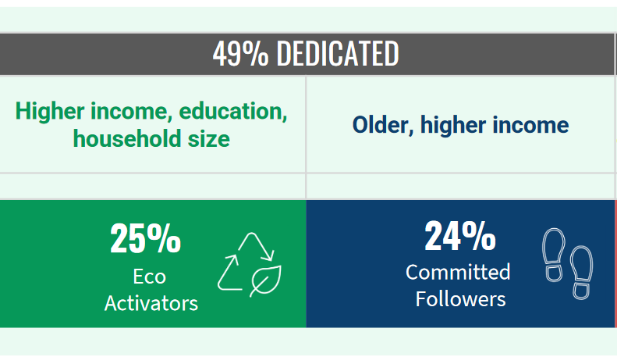 49% DEDICATED
Higher income, education,
household size
Older, higher income
25%
Eco
Activators
24%
Committed
Followers